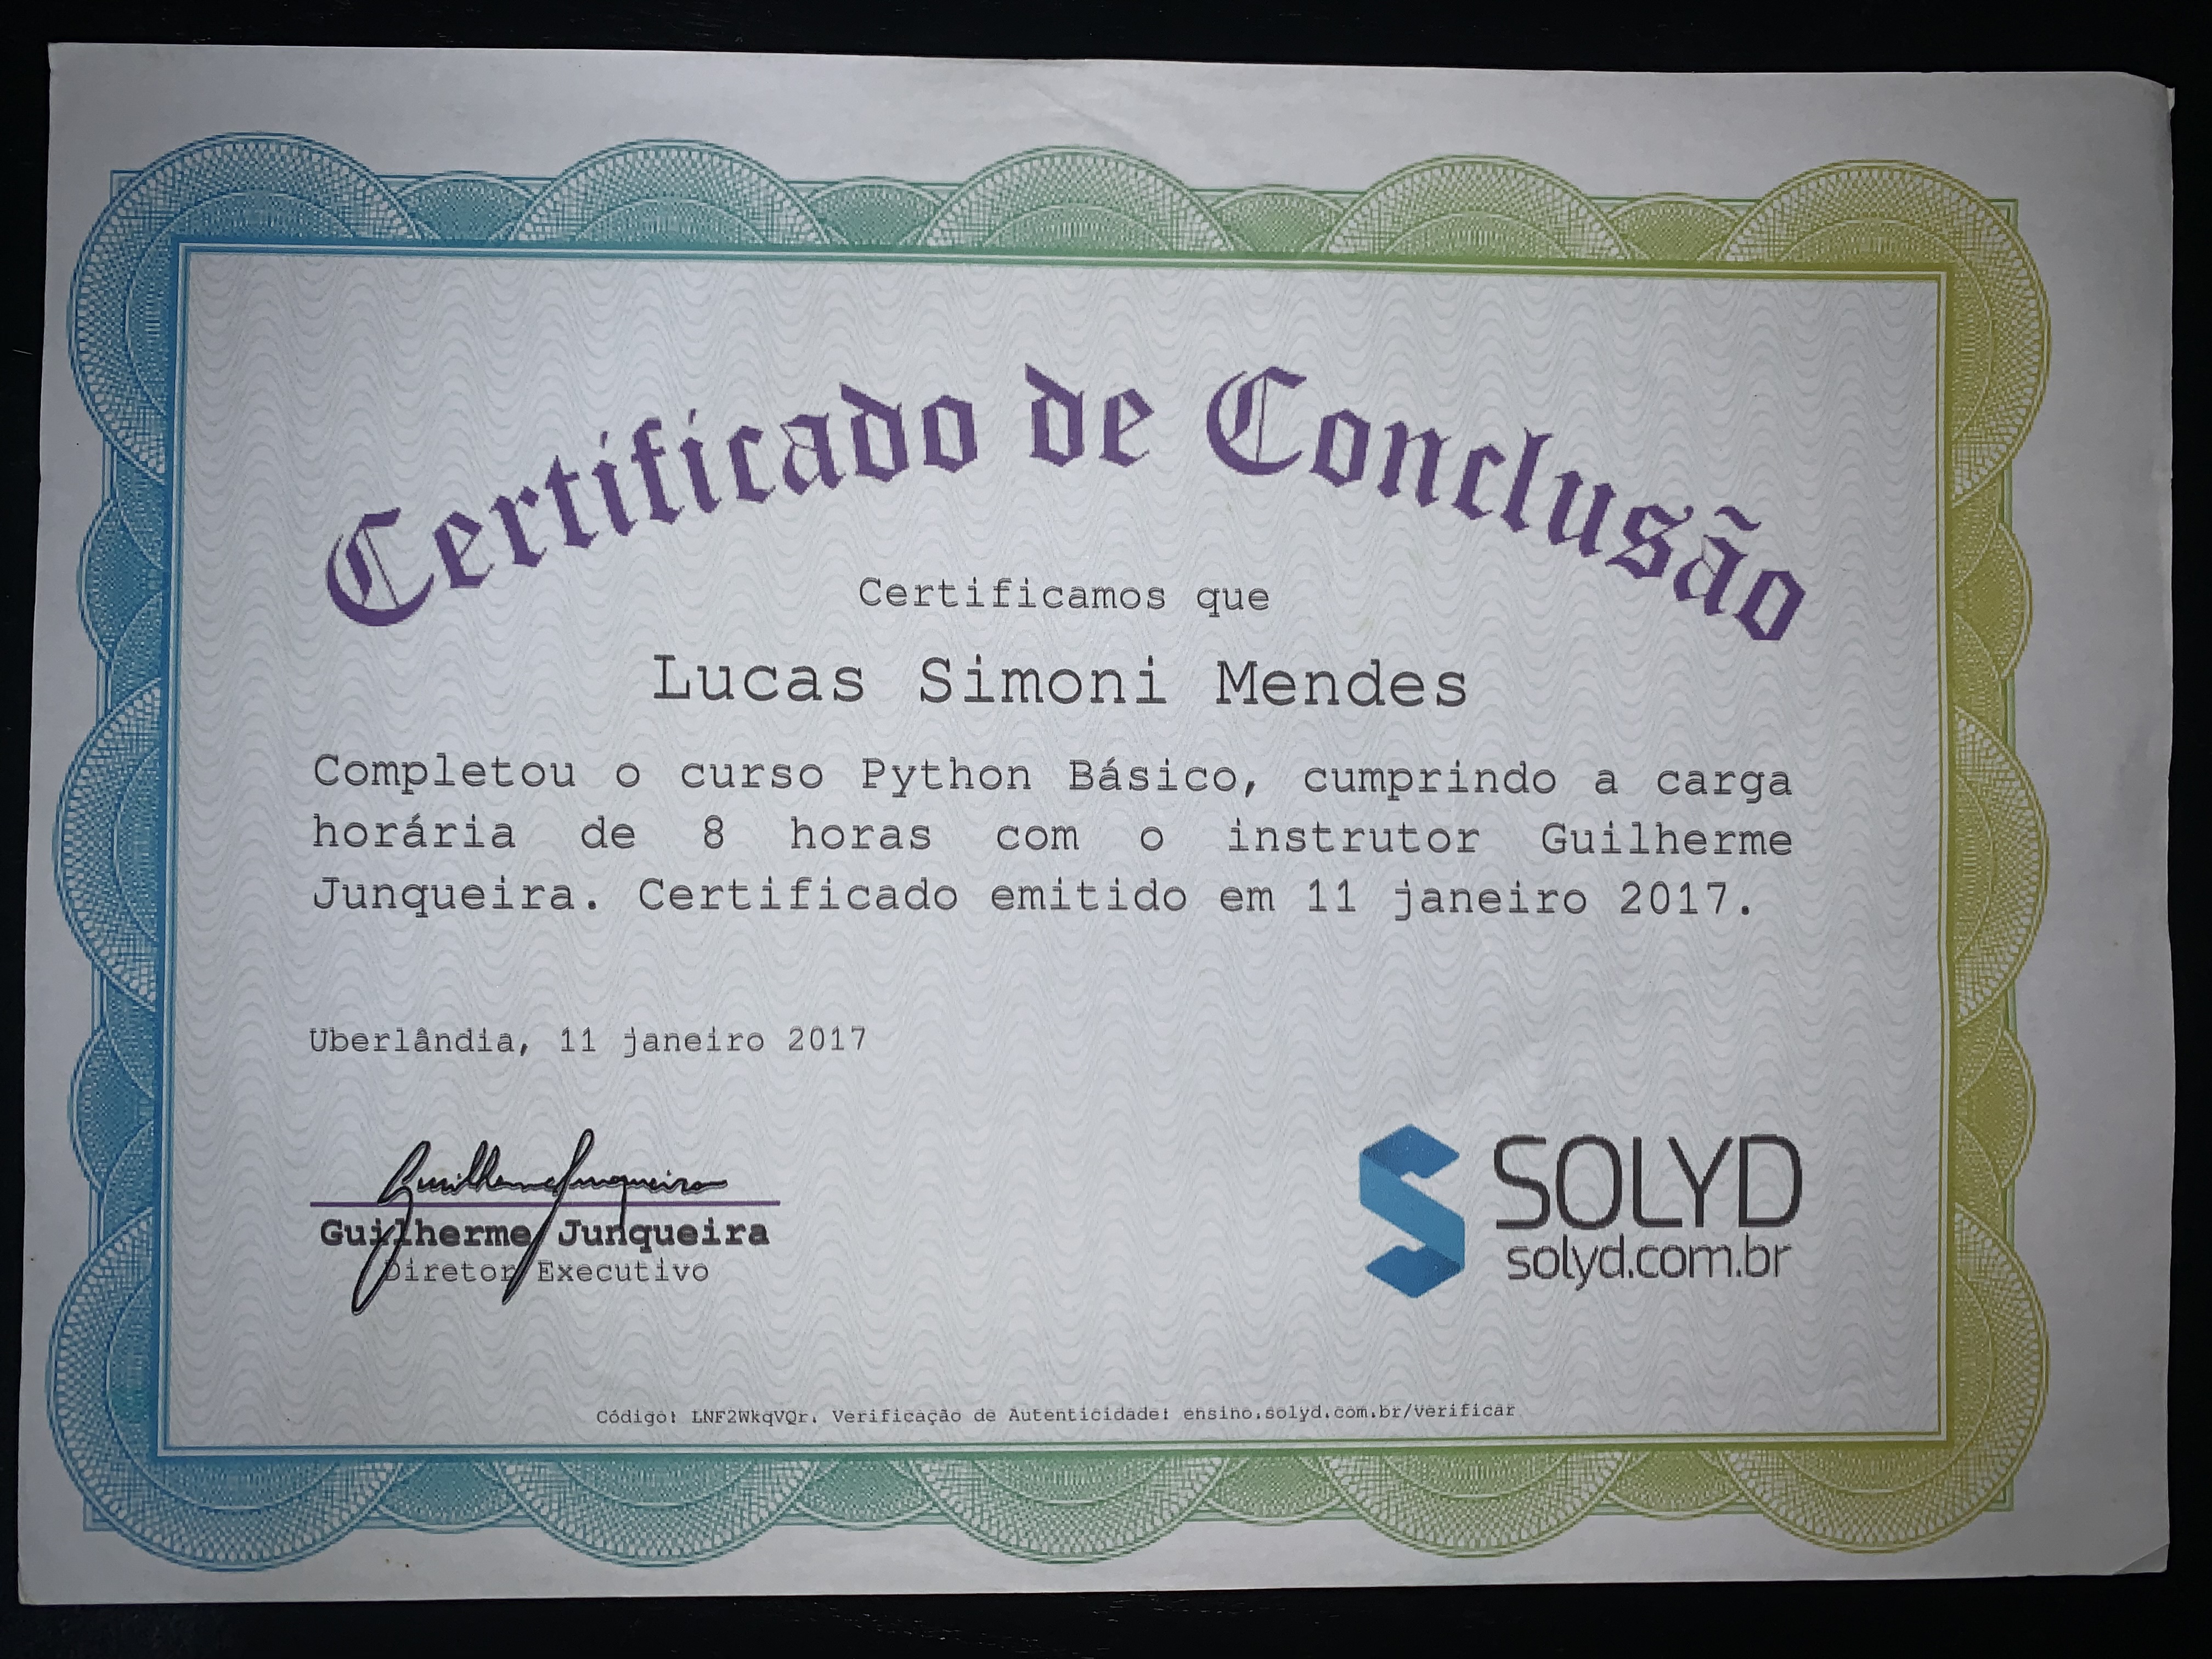 Certificado de Conclusão
Certificamos que
Lucas Simoni Mendes
Completou o curso Python Básico, cumprindo a carga
horária de 8 horas com o instrutor Guilherme
Junqueira. Certificado emitido em 11 janeiro 2017.
Uberlândia, 11 janeiro 2017
Guilherme Junqueira
Guilherme Junqueira
Diretor Executivo
SOLYD
solyd.com.br
Código: LNF2WkqVQr. Verificação de Autenticidade: ensino.solyd.com.br/verificar